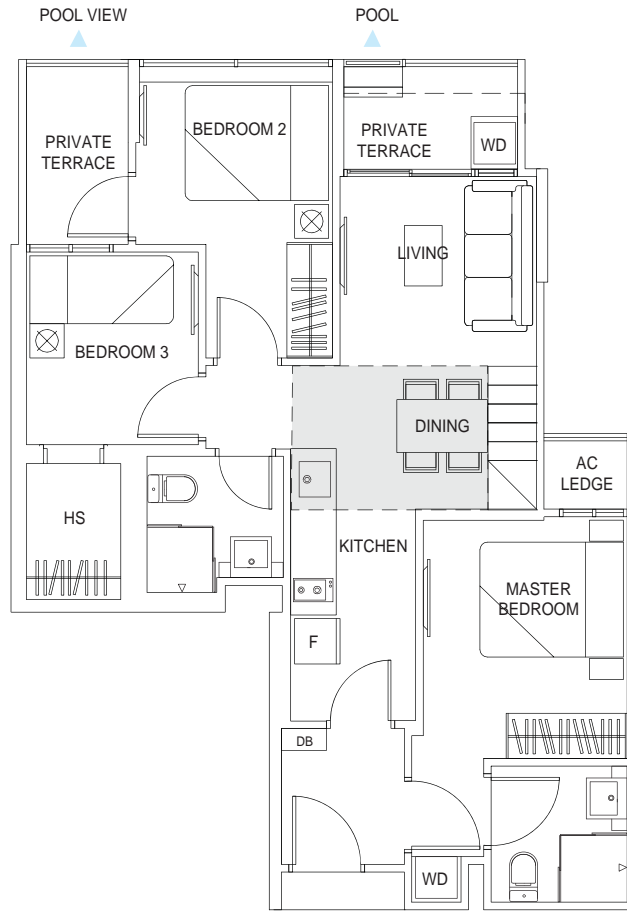 POOL VIEW
POOL
PRIVATE
TERRACE
BEDROOM 2
PRIVATE
TERRACE
WD
LIVING
BEDROOM 3
DINING
AC
LEDGE
HS
KITCHEN
MASTER
BEDROOM
F
DB
WD